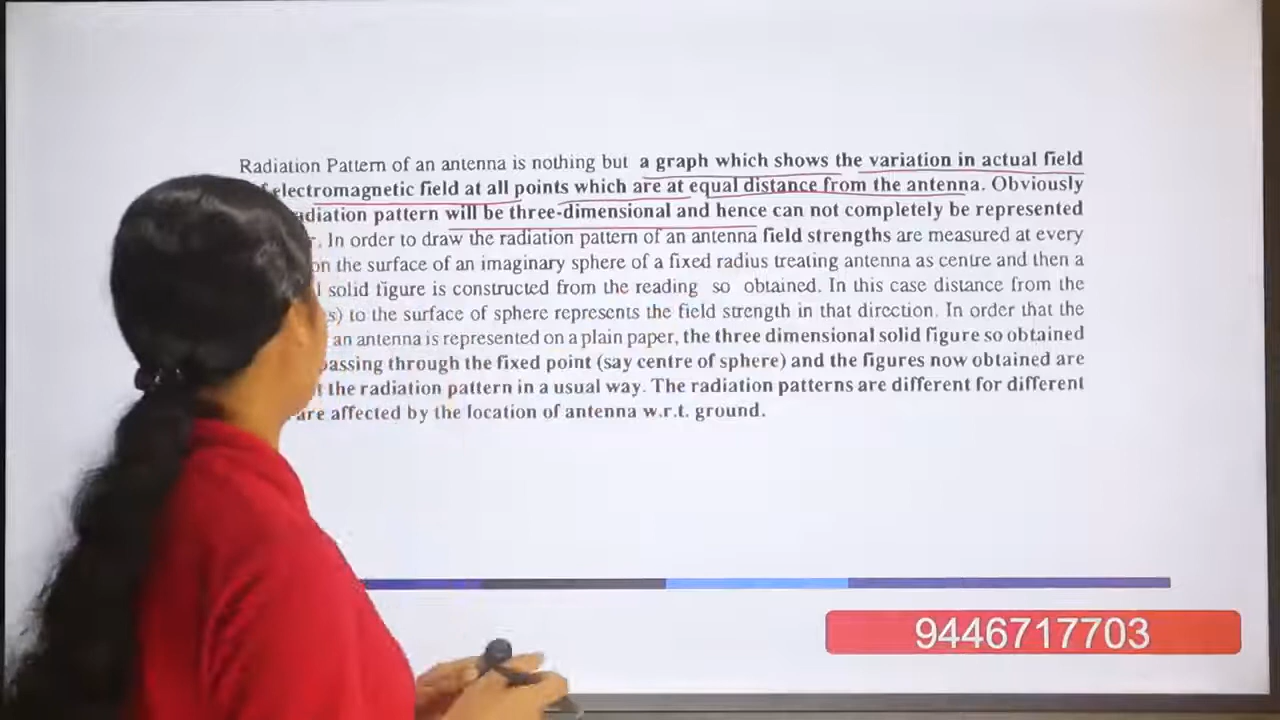 Radiation Pattern of an antenna is nothing but a graph which shows the variation in actual field
electromagnetic field at all points which are at equal distance from the antenna. Obviously
radiation pattern will be three-dimensional and hence can not completely be represented
In order to draw the radiation pattern of an antenna field strengths are measured at every
on the surface of an imaginary sphere of a fixed radius treating antenna as centre and then a
solid figure is constructed from the reading so obtained. In this case distance from the
to the surface of sphere represents the field strength in that direction. In order that the
an antenna is represented on a plain paper, the three dimensional solid figure so obtained
passing through the fixed point (say centre of sphere) and the figures now obtained are
the radiation pattern in a usual way. The radiation patterns are different for different
are affected by the location of antenna w.r.t. ground.
9446717703